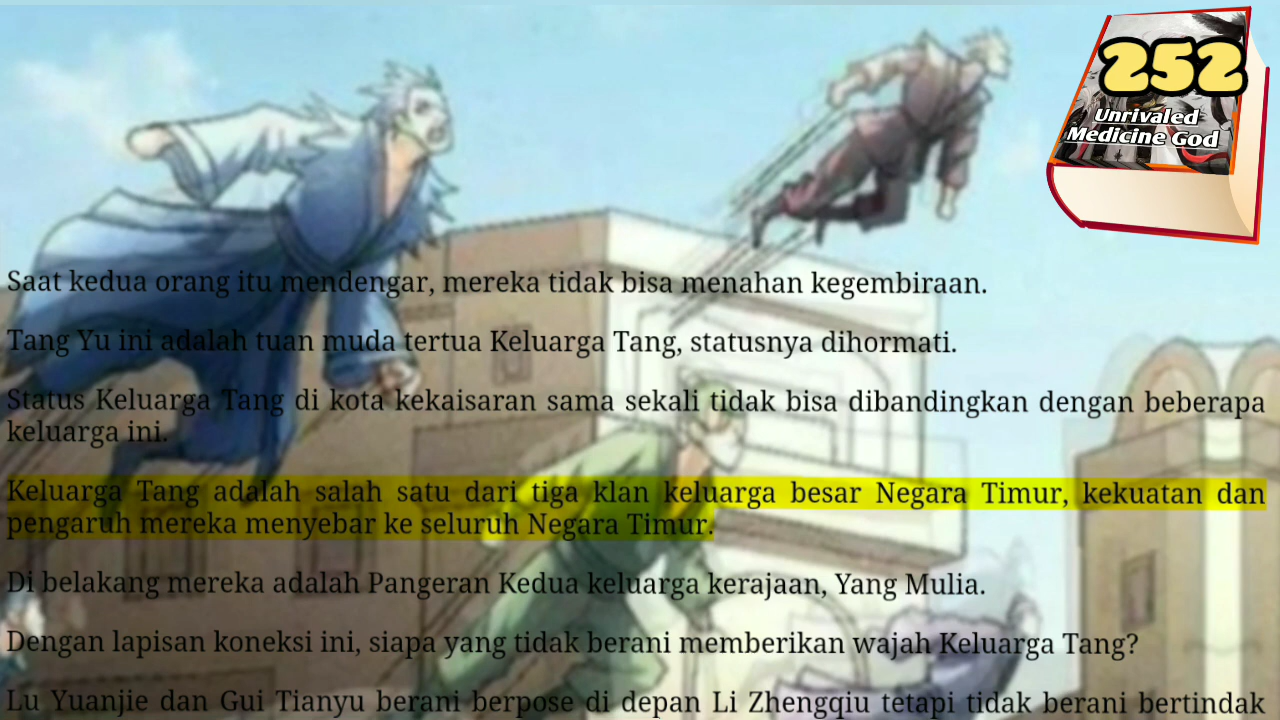 252
Unrivaled
Medicine God
Saat kedua orang itu mendengar, mereka tidak bisa menahan kegembiraan.
Tang Yu ini adalah tuan muda tertua Keluarga Tang, statusnya dihormati.
Status Keluarga Tang di kota kekaisaran sama sekali tidak bisa dibandingkan dengan beberapa
keluarga ini.
Keluarga Tang adalah salah satu dari tiga klan keluarga besar Negara Timur, kekuatan dan
pengaruh mereka menyebar ke seluruh Negara Timur.
Di belakang mereka adalah Pangeran Kedua keluarga kerajaan, Yang Mulia.
Dengan lapisan koneksi ini, siapa yang tidak berani memberikan wajah Keluarga Tang?
Lu Yuanjie dan Gui Tianyu berani berpose di depan Li Zhengqiu tetapi tidak berani bertindak